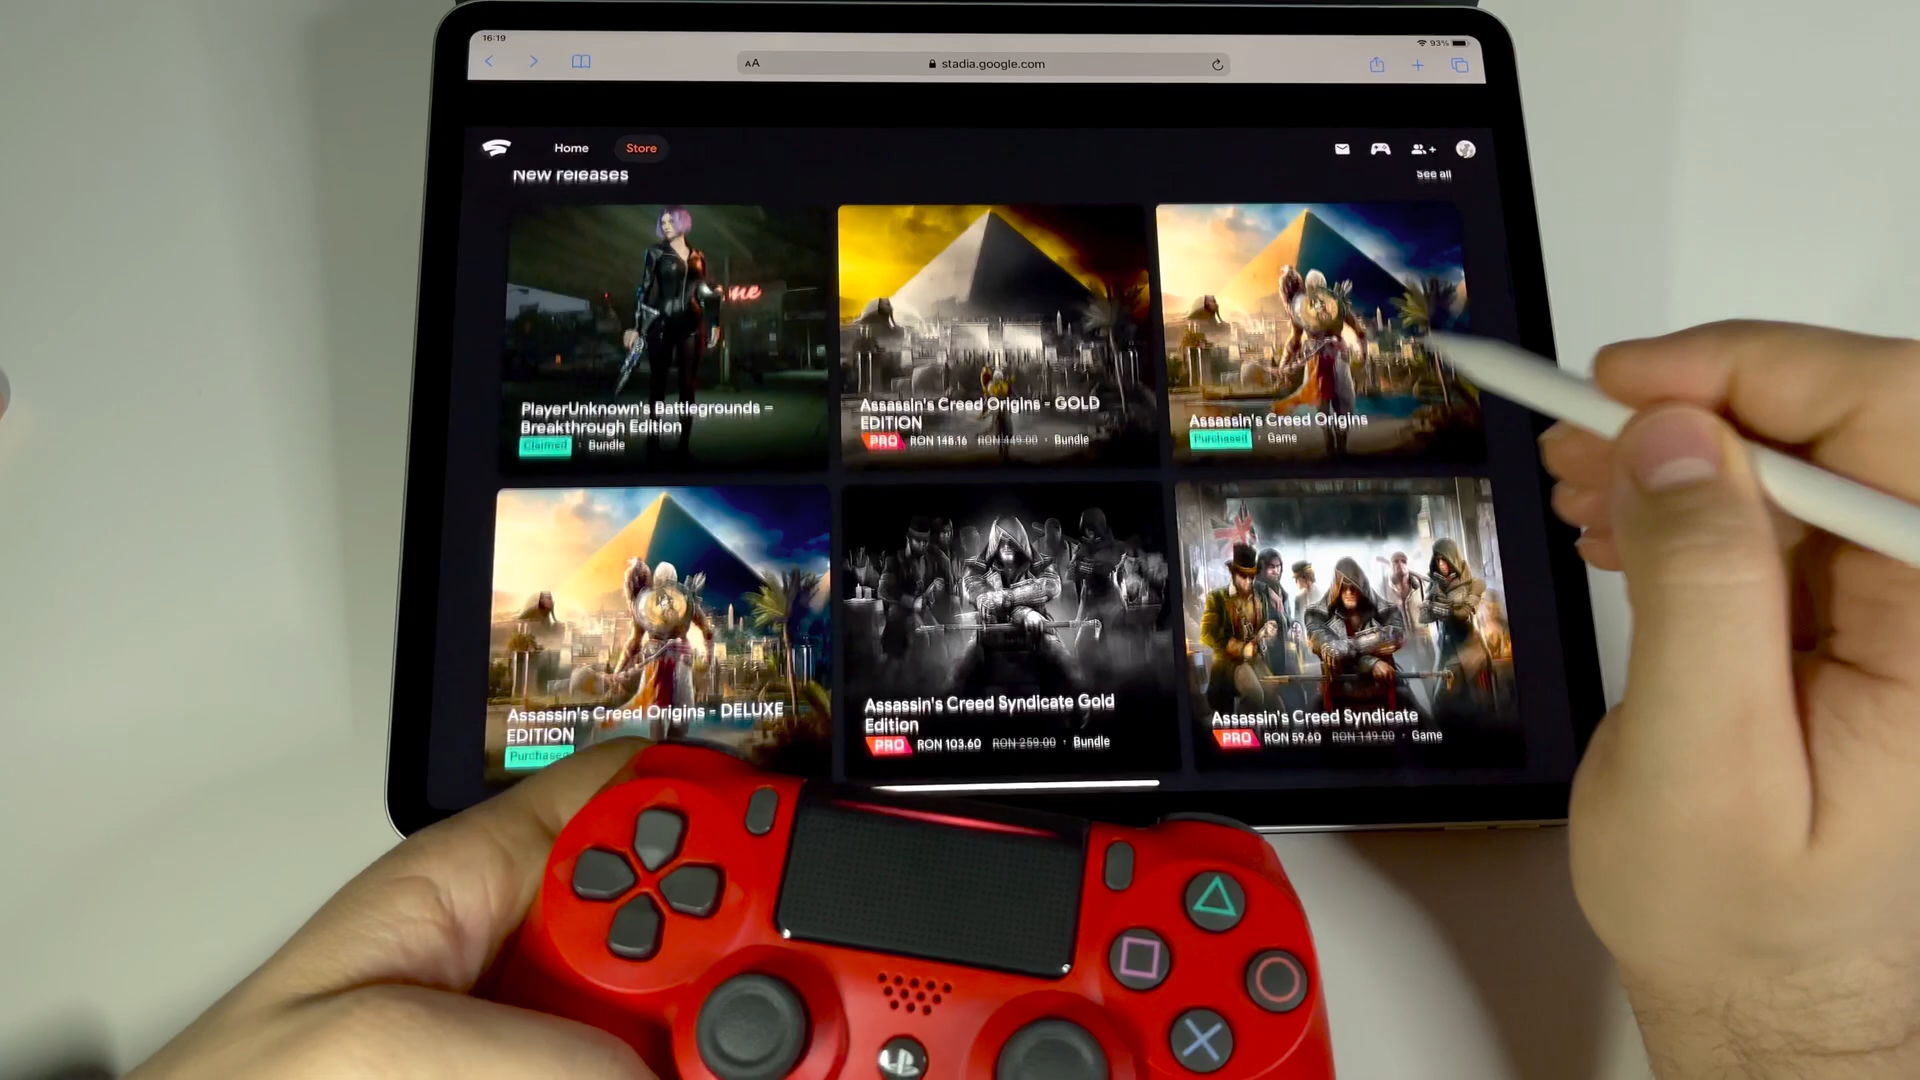 16:19
93%
AA
stadia.google.com
Home
Store
New releases
See all
me
PlayerUnknown's Battlegrounds –
Breakthrough Edition
Claimed · Bundle
Assassin's Creed Origins - GOLD
EDITION
PRO RON 148.16 RON 449.00 · Bundle
Assassin's Creed Origins
Purchased · Game
Assassin's Creed Origins - DELUXE
EDITION
Purchased
Assassin's Creed Syndicate Gold
Edition
PRO RON 103.60 RON 259.00 · Bundle
Assassin's Creed Syndicate
PRO RON 59.60 RON 149.00 · Game